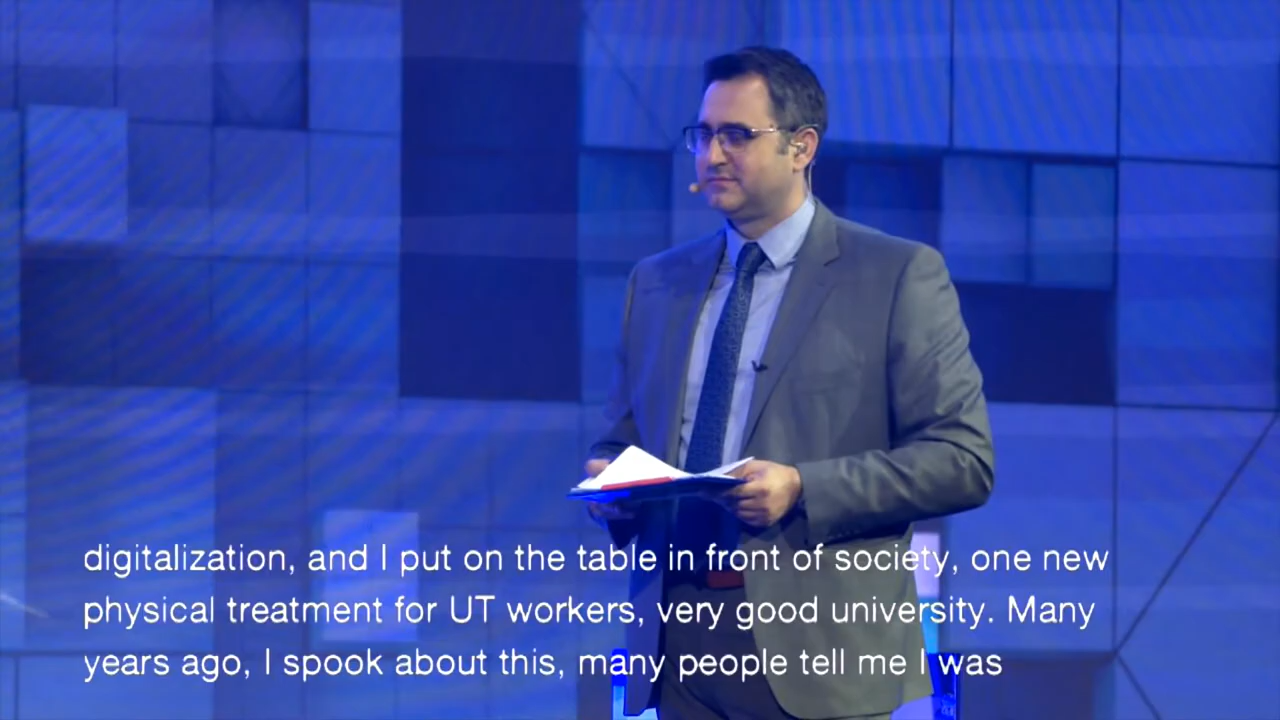 digitalization, and I put on the table in front of society, one new
physical treatment for UT workers, very good university. Many
years ago, I spook about this, many people tell me I was